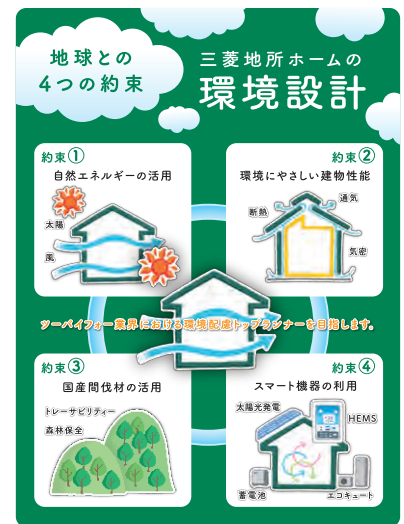 地球との
4つの約束
三菱地所ホームの
環境設計
約束①
自然エネルギーの活用
太陽
風
約束②
環境にやさしい建物性能
通気
断熱
気密
ツーバイフォー業界における環境配慮トップランナーを目指します。
約束③
国産間伐材の活用
トレーサビリティー
森林保全
約束④
スマート機器の利用
太陽光発電
HEMS
蓄電池
エコキュート